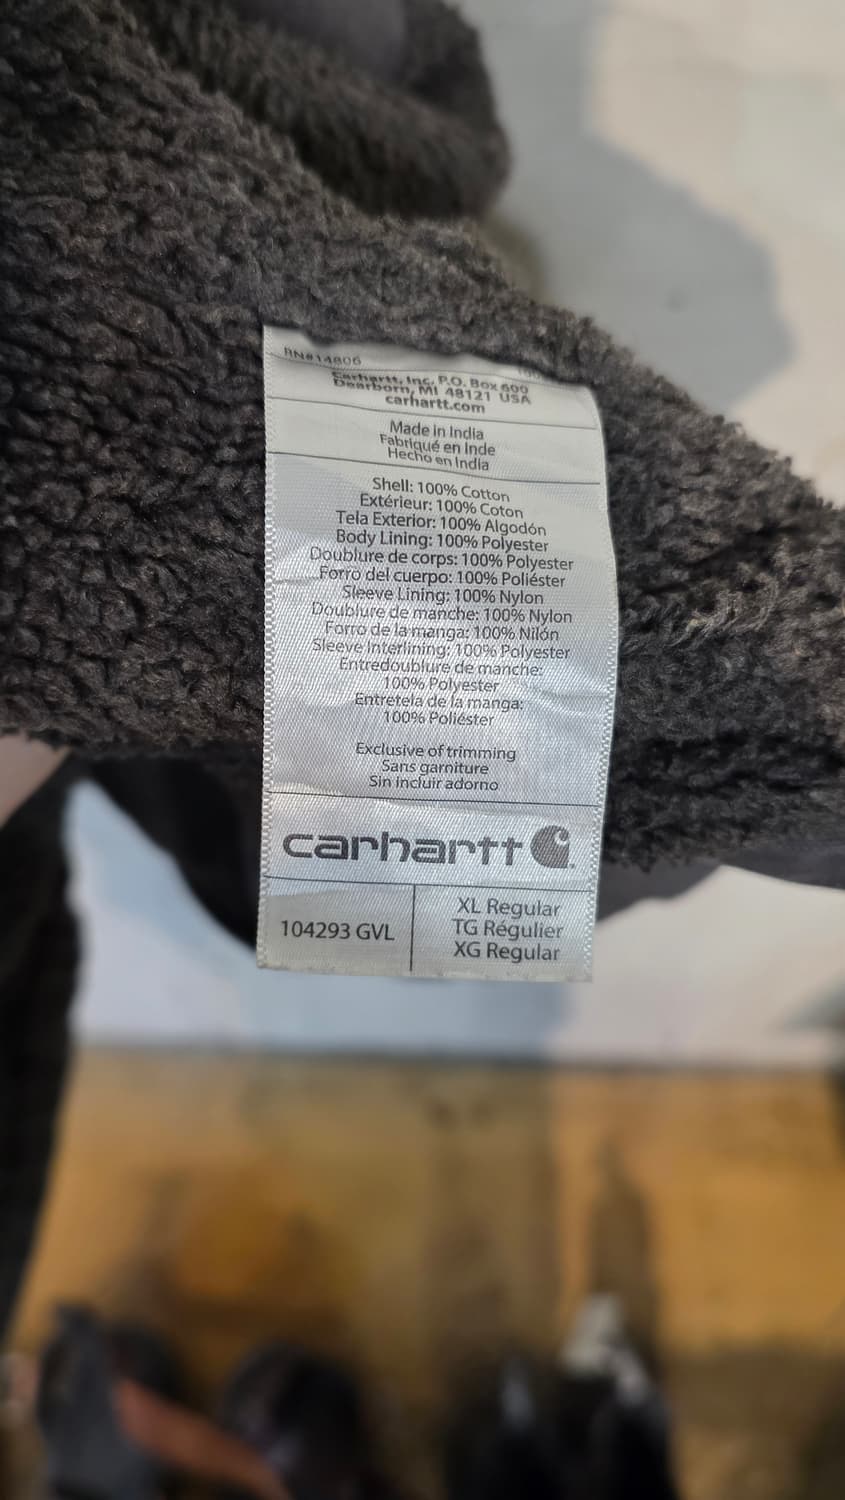 RN#14806
Carhartt, Inc. P.O. Box 600
Dearborn, MI 48121 USA
carhartt.com
Made in India
Fabriqué en Inde
Hecho en India
Shell: 100% Cotton
Extérieur: 100% Coton
Tela Exterior: 100% Algodón
Body Lining: 100% Polyester
Doublure de corps: 100% Polyester
Forro del cuerpo: 100% Poliéster
Sleeve Lining: 100% Nylon
Doublure de manche: 100% Nylon
Forro de la manga: 100% Nilón
Sleeve Interlining: 100% Polyester
Entredoublure de manche:
100% Polyester
Entretela de la manga:
100% Poliéster
Exclusive of trimming
Sans garniture
Sin incluir adorno
carhartt
104293 GVL
XL Regular
TG Régulier
XG Regular